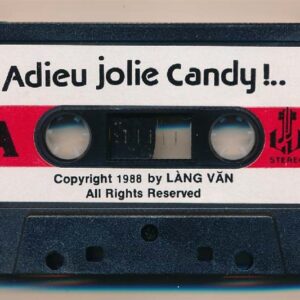 Adieu jolie Candy!..
A
STEREO
Copyright 1988 by LÀNG VĂN
All Rights Reserved